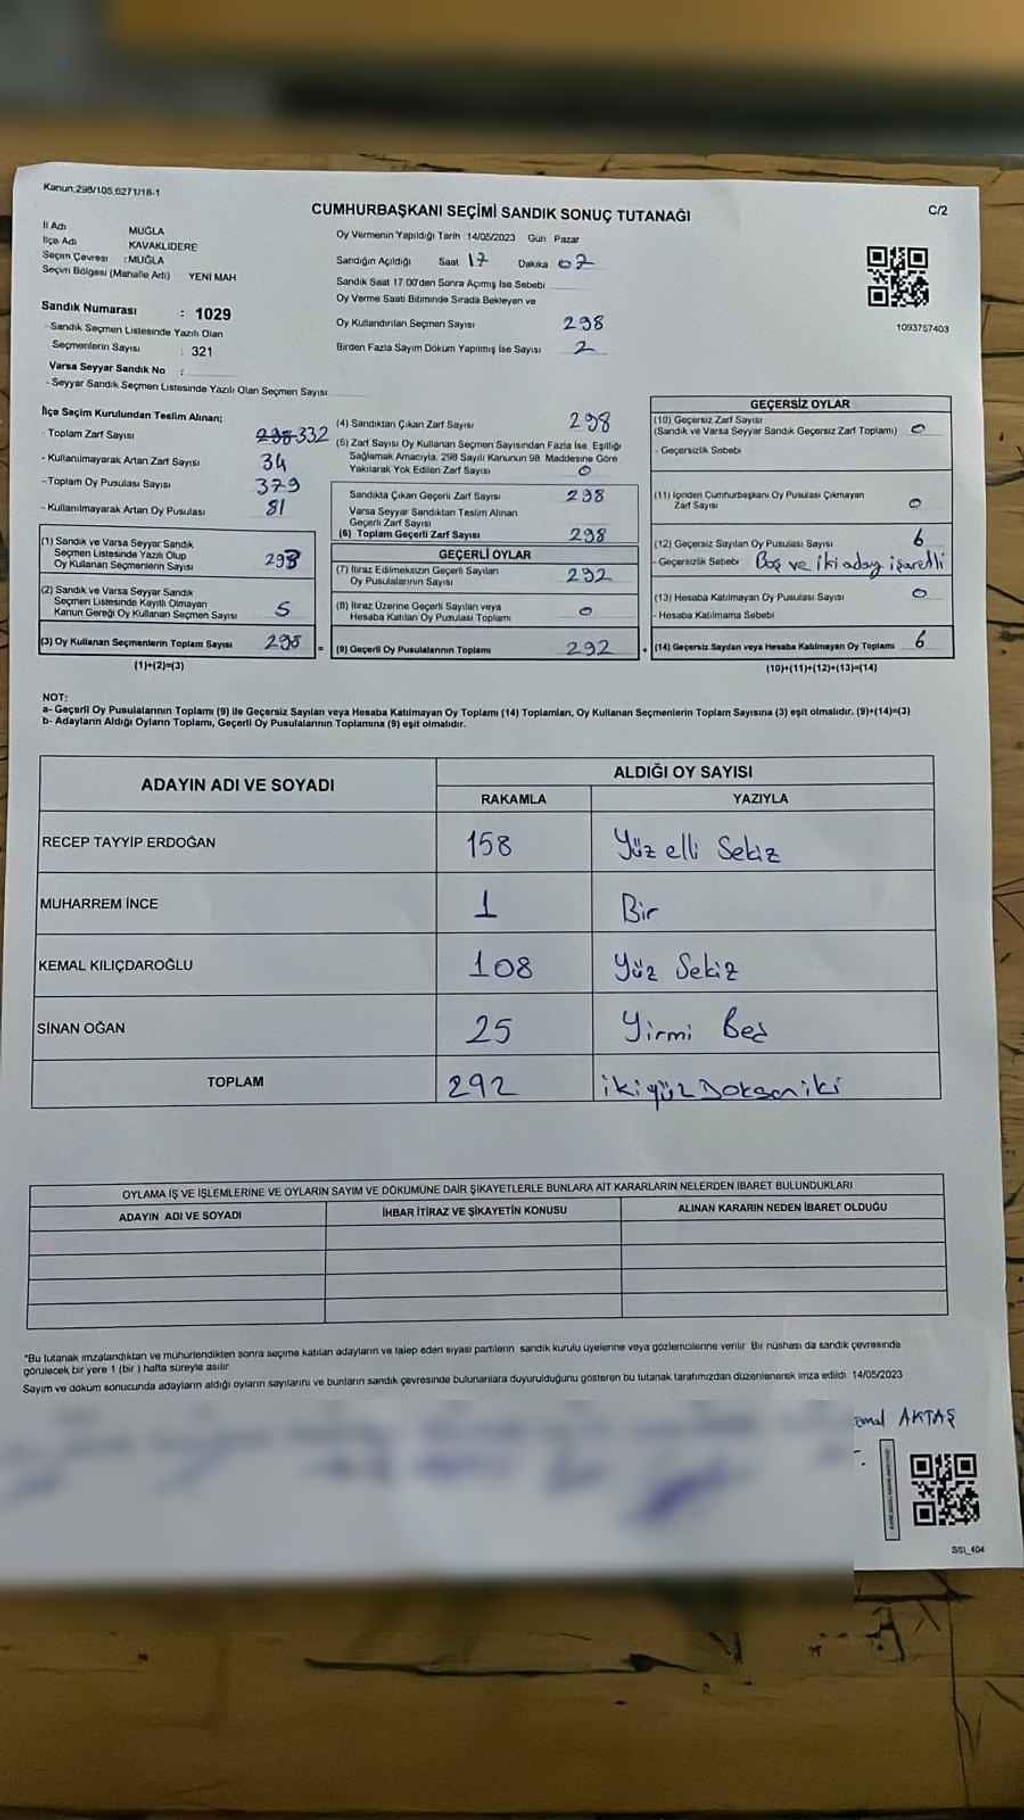 Kanun:298/105,6271/18-1
CUMHURBAŞKANI SEÇİMİ SANDIK SONUÇ TUTANAĞI
C/2
İl Adı MUĞLA
İlçe Adı KAVAKLIDERE
Seçim Çevresi :MUĞLA
Seçim Bölgesi (Mahalle Adı) YENİ MAH
Sandık Numarası : 1029
- Sandık Seçmen Listesinde Yazılı Olan
Seçmenlerin Sayısı : 321
Varsa Seyyar Sandık No :
- Seyyar Sandık Seçmen Listesinde Yazılı Olan Seçmen Sayısı
Oy Vermenin Yapıldığı Tarih :14/05/2023 Gün Pazar
Sandığın Açıldığı Saat 17 Dakika 07
Sandık Saat 17:00'den Sonra Açımış İse Sebebi
Oy Verme Saati Bitiminde Sırada Bekleyen ve
Oy Kullandırılan Seçmen Sayısı 298
Birden Fazla Sayım Döküm Yapılmış İse Sayısı 2
1093757403
İlçe Seçim Kurulundan Teslim Alınan;
- Toplam Zarf Sayısı 332
- Kullanılmayarak Artan Zarf Sayısı 34
-Toplam Oy Pusulası Sayısı 379
- Kullanılmayarak Artan Oy Pusulası 81
(1) Sandık ve Varsa Seyyar Sandık
Seçmen Listesinde Yazılı Olup
Oy Kullanan Seçmenlerin Sayısı 293
(2) Sandık ve Varsa Seyyar Sandık
Seçmen Listesinde Kayıtlı Olmayan
Kanun Gereği Oy Kullanan Seçmen Sayısı 5
(3) Oy Kullanan Seçmenlerin Toplam Sayısı 298 =
(1)+(2)=(3)
(4) Sandıktan Çıkan Zarf Sayısı 298
(5) Zarf Sayısı Oy Kullanan Seçmen Sayısından Fazla İse, Eşitliği
Sağlamak Amacıyla, 298 Sayılı Kanunun 98. Maddesine Göre
Yakılarak Yok Edilen Zarf Sayısı 0
Sandıkta Çıkan Geçerli Zarf Sayısı 298
Varsa Seyyar Sandıktan Teslim Alınan
Geçerli Zarf Sayısı
(6) Toplam Geçerli Zarf Sayısı 298
GEÇERLİ OYLAR
(7) İtiraz Edilmeksizin Geçerli Sayılan
Oy Pusulalarının Sayısı 292
(8) İtiraz Üzerine Geçerli Sayılan veya
Hesaba Katılan Oy Pusulası Toplamı 0
(9) Geçerli Oy Pusulalarının Toplamı 292 +
GEÇERSİZ OYLAR
(10) Geçersiz Zarf Sayısı
(Sandık ve Varsa Seyyar Sandık Geçersiz Zarf Toplamı) 0
- Geçersizlik Sebebi
(11) İçinden Cumhurbaşkanı Oy Pusulası Çıkmayan
Zarf Sayısı 0
(12) Geçersiz Sayılan Oy Pusulası Sayısı 6
- Geçersizlik Sebebi Boş ve iki aday işaretli
(13) Hesaba Katılmayan Oy Pusulası Sayısı 0
- Hesaba Katılmama Sebebi
(14) Geçersiz Sayılan veya Hesaba Katılmayan Oy Toplamı 6
(10)+(11)+(12)+(13)=(14)
NOT:
a- Geçerli Oy Pusulalarının Toplamı (9) ile Geçersiz Sayılan veya Hesaba Katılmayan Oy Toplamı (14) Toplamları, Oy Kullanan Seçmenlerin Toplam Sayısına (3) eşit olmalıdır. (9)+(14)=(3)
b- Adayların Aldığı Oyların Toplamı, Geçerli Oy Pusulalarının Toplamına (9) eşit olmalıdır.
ADAYIN ADI VE SOYADI ALDIĞI OY SAYISI
RAKAMLA YAZIYLA
RECEP TAYYİP ERDOĞAN 158 Yüz elli Sekiz
MUHARREM İNCE 1 Bir
KEMAL KILIÇDAROĞLU 108 Yüz Sekiz
SİNAN OĞAN 25 Yirmi Beş
TOPLAM 292 ikiyüz Doksaniki
OYLAMA İŞ VE İŞLEMLERİNE VE OYLARIN SAYIM VE DÖKÜMÜNE DAİR ŞİKAYETLERLE BUNLARA AİT KARARLARIN NELERDEN İBARET BULUNDUKLARI
ADAYIN ADI VE SOYADI İHBAR İTİRAZ VE ŞİKAYETİN KONUSU ALINAN KARARIN NEDEN İBARET OLDUĞU
*Bu tutanak imzalandıktan ve mühürlendikten sonra seçime katılan adayların ve talep eden siyasi partilerin sandık kurulu üyelerine veya gözlemcilerine verilir. Bir nüshası da sandık çevresinde
görülecek bir yere 1 (bir) hafta süreyle asılır.
Sayım ve döküm sonucunda adayların aldığı oyların sayılarını ve bunların sandık çevresinde bulunanlara duyurulduğunu gösteren bu tutanak tarafımızdan düzenlenerek imza edildi. 14/05/2023
AKTAŞ
SSI_404